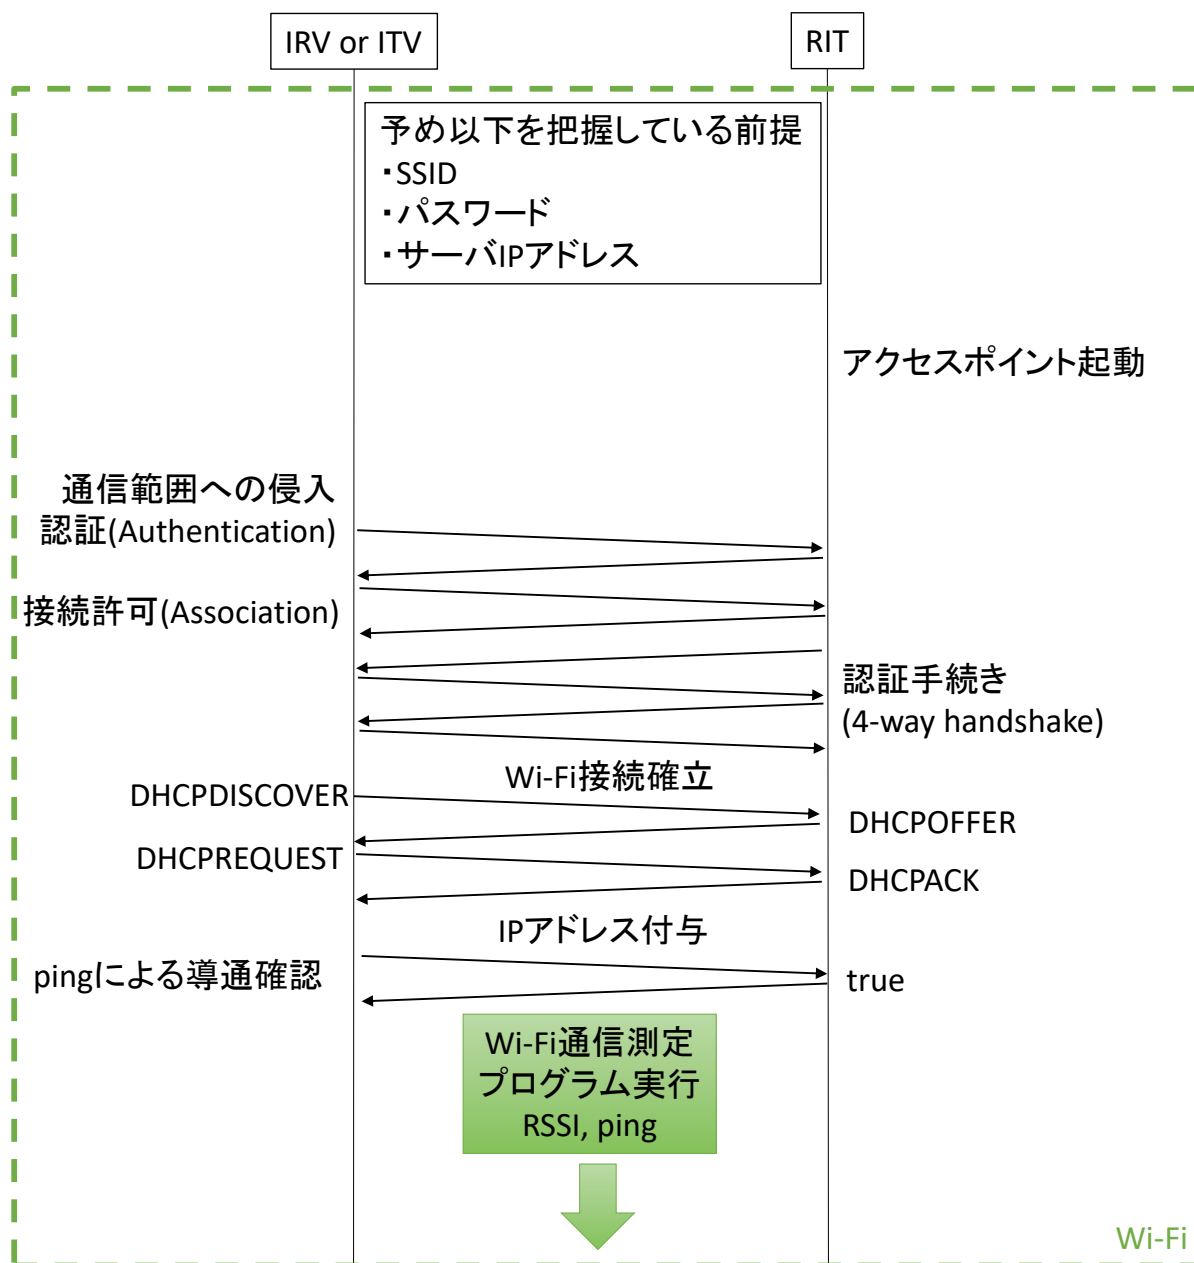 IRV or ITV
RIT
予め以下を把握している前提
・SSID
・パスワード
・サーバIPアドレス
アクセスポイント起動
通信範囲への侵入
認証(Authentication)
接続許可(Association)
認証手続き
(4-way handshake)
Wi-Fi接続確立
DHCPDISCOVER
DHCPOFFER
DHCPREQUEST
DHCPACK
IPアドレス付与
pingによる導通確認
true
Wi-Fi通信測定
プログラム実行
RSSI, ping
Wi-Fi